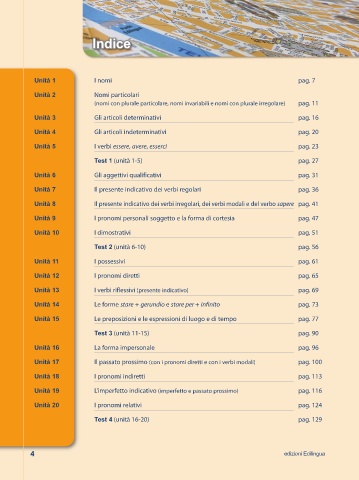 Indice
Unità 1 I nomi pag. 7
Unità 2 Nomi particolari
(nomi con plurale particolare, nomi invariabili e nomi con plurale irregolare) pag. 11
Unità 3 Gli articoli determinativi pag. 16
Unità 4 Gli articoli indeterminativi pag. 20
Unità 5 I verbi essere, avere, esserci pag. 23
Test 1 (unità 1-5) pag. 27
Unità 6 Gli aggettivi qualificativi pag. 31
Unità 7 Il presente indicativo dei verbi regolari pag. 36
Unità 8 Il presente indicativo dei verbi irregolari, dei verbi modali e del verbo sapere pag. 41
Unità 9 I pronomi personali soggetto e la forma di cortesia pag. 47
Unità 10 I dimostrativi pag. 51
Test 2 (unità 6-10) pag. 56
Unità 11 I possessivi pag. 61
Unità 12 I pronomi diretti pag. 65
Unità 13 I verbi riflessivi (presente indicativo) pag. 69
Unità 14 Le forme stare + gerundio e stare per + infinito pag. 73
Unità 15 Le preposizioni e le espressioni di luogo e di tempo pag. 77
Test 3 (unità 11-15) pag. 90
Unità 16 La forma impersonale pag. 96
Unità 17 Il passato prossimo (con i pronomi diretti e con i verbi modali) pag. 100
Unità 18 I pronomi indiretti pag. 113
Unità 19 L'imperfetto indicativo (imperfetto e passato prossimo) pag. 116
Unità 20 I pronomi relativi pag. 124
Test 4 (unità 16-20) pag. 129
4 edizioni Edilingua